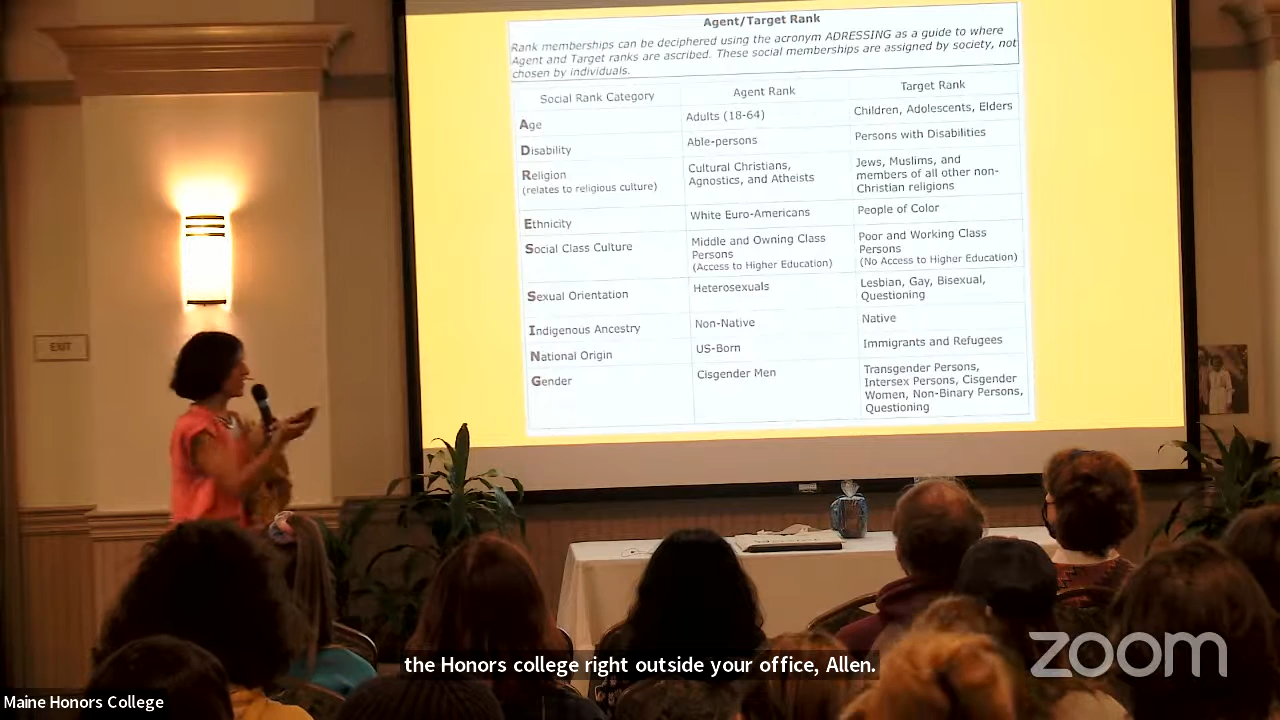 Agent/Target Rank
Rank memberships can be deciphered using the acronym ADRESSING as a guide to where
Agent and Target ranks are ascribed. These social memberships are assigned by society, not
chosen by individuals.
Social Rank Category Agent Rank Target Rank
Age Adults (18-64) Children, Adolescents, Elders
Disability Able-persons Persons with Disabilities
Religion
(relates to religious culture)
Cultural Christians,
Agnostics, and Atheists
Jews, Muslims, and
members of all other non-
Christian religions
Ethnicity White Euro-Americans People of Color
Social Class Culture
Middle and Owning Class
Persons
(Access to Higher Education)
Poor and Working Class
Persons
(No Access to Higher Education)
Sexual Orientation Heterosexuals
Lesbian, Gay, Bisexual,
Questioning
Indigenous Ancestry Non-Native Native
National Origin US-Born Immigrants and Refugees
Gender Cisgender Men
Transgender Persons,
Intersex Persons, Cisgender
Women, Non-Binary Persons,
Questioning
EXIT
the Honors college right outside your office, Allen.
zoom
Maine Honors College